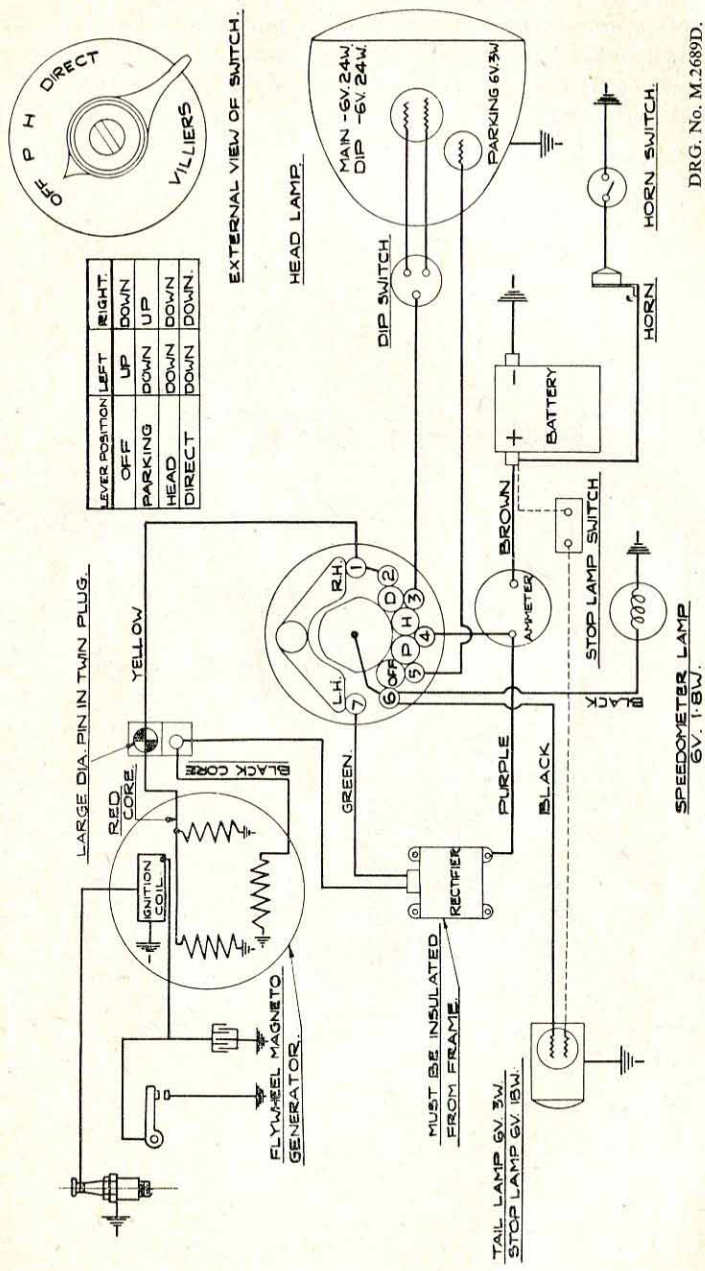 OFF P H DIRECT
VILLIERS
EXTERNAL VIEW OF SWITCH.
LEVER POSITION LEFT RIGHT.
OFF UP DOWN
PARKING DOWN UP
HEAD DOWN DOWN
DIRECT DOWN DOWN.
HEAD LAMP
MAIN - 6V. 24W.
DIP - 6V. 24W.
PARKING 6V. 3W
DIP SWITCH
LARGE DIA. PIN IN TWIN PLUG.
YELLOW
RED
CORE.
BLACK CORE
IGNITION
COIL.
FLYWHEEL MAGNETO
GENERATOR.
R.H.
L.H.
1
2
D
3
H
4
P
5
OFF
6
7
GREEN.
PURPLE
BLACK
BLACK
BROWN
AMMETER
+ -
BATTERY
HORN
HORN SWITCH.
STOP LAMP SWITCH
SPEEDOMETER LAMP
6V. 1·8W.
RECTIFIER
MUST BE INSULATED
FROM FRAME.
TAIL LAMP 6V. 3W.
STOP LAMP 6V. 18W.
DRG. No. M.2689D.